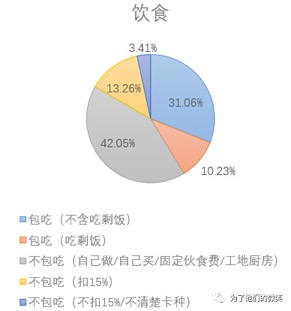 饮食
3.41%
13.26%
31.06%
42.05%
10.23%
包吃（不含吃剩饭）
包吃（吃剩饭）
不包吃（自己做/自己买/固定伙食费/工地厨房）
不包吃（扣15%）
不包吃（不扣15%/不清楚卡种）
为了他们的微笑